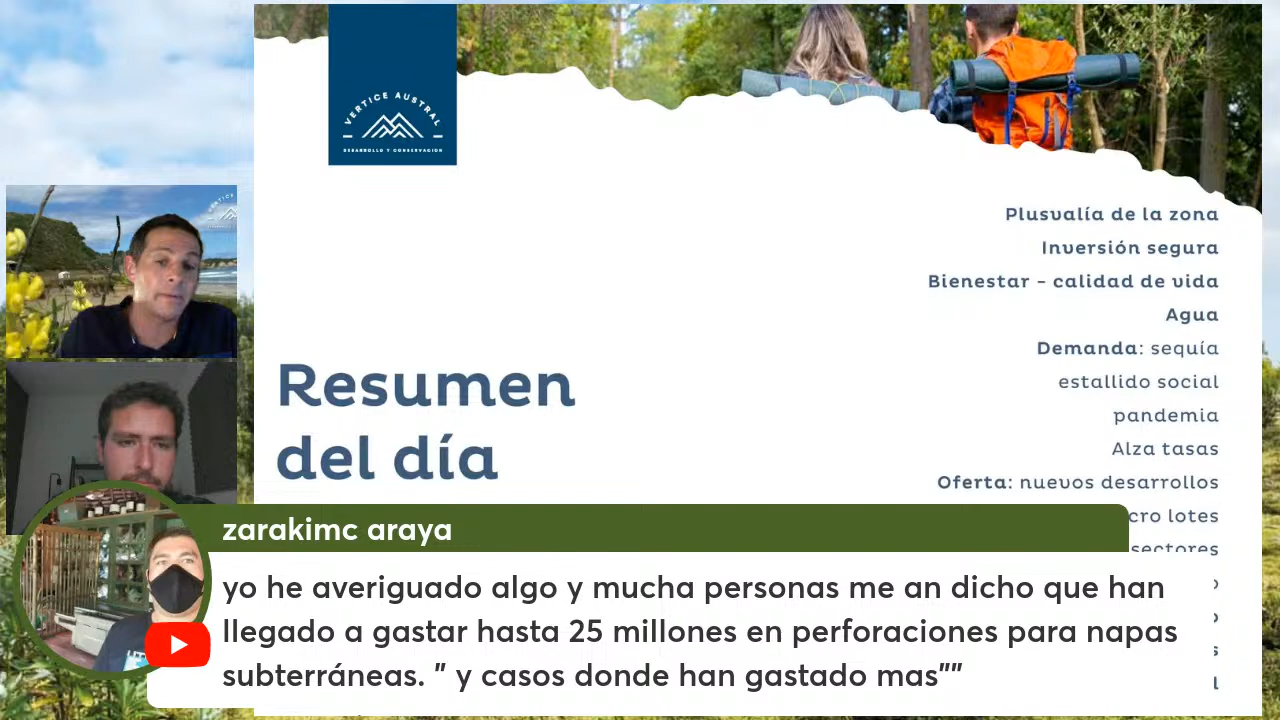 VERTICE AUSTRAL
DESARROLLO Y CONSERVACION
Plusvalía de la zona
Inversión segura
Bienestar - calidad de vida
Agua
Demanda: sequía
estallido social
pandemia
Alza tasas
Oferta: nuevos desarrollos
lotes
sectores
Resumen
del día
zarakimc araya
yo he averiguado algo y mucha personas me an dicho que han
llegado a gastar hasta 25 millones en perforaciones para napas
subterráneas. " y casos donde han gastado mas""